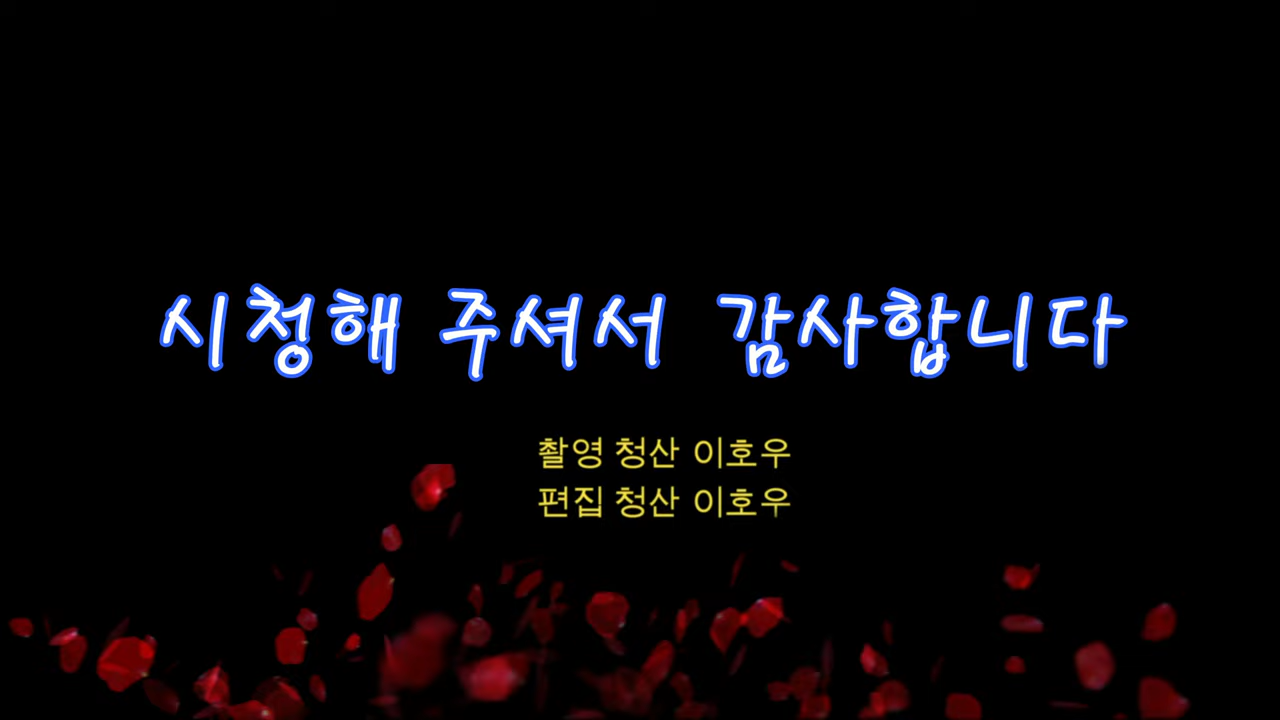 시청해 주셔서 감사합니다
촬영 청산 이호우
편집 청산 이호우